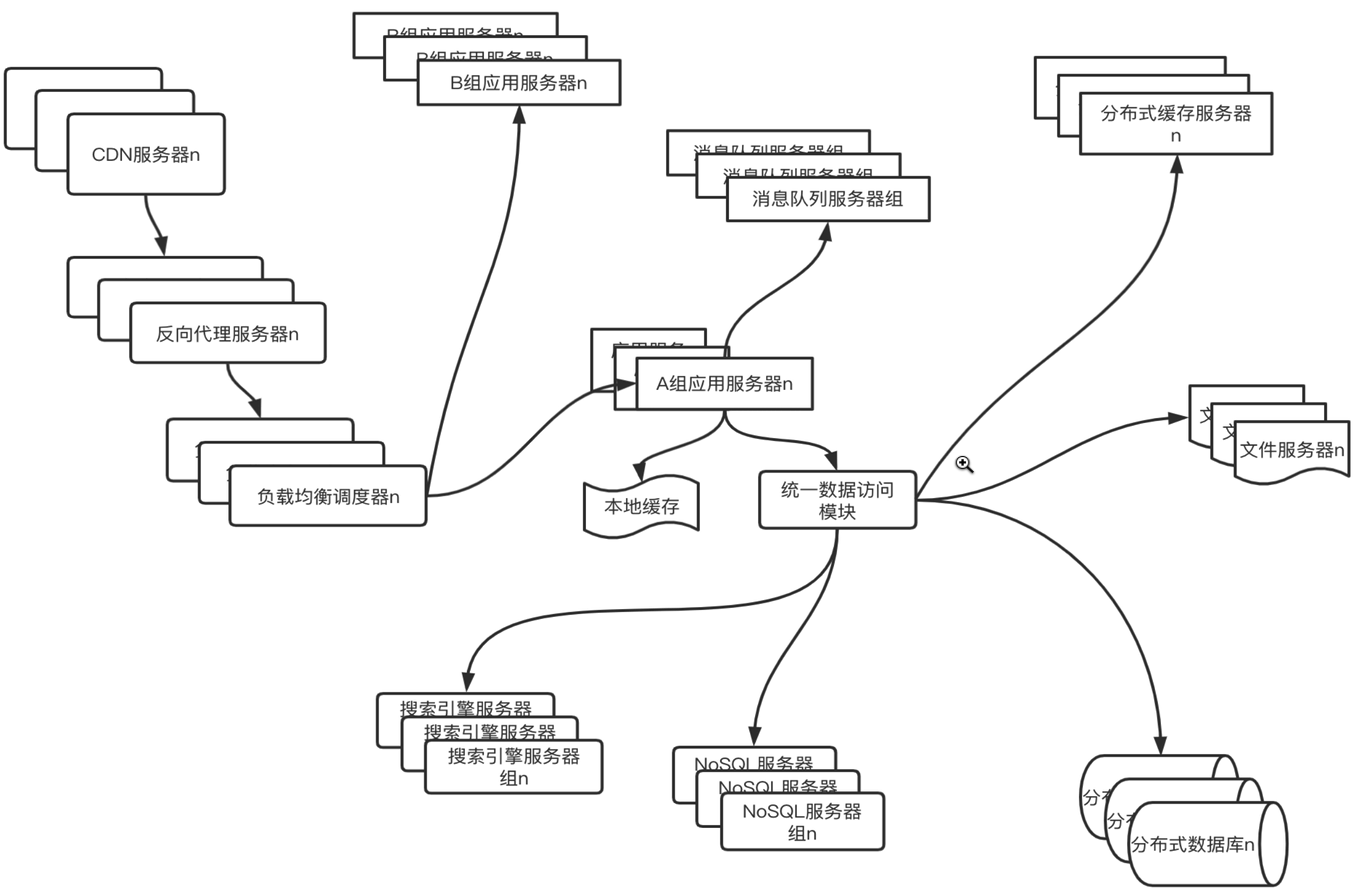 B组应用服务器n
B组应用服务器n
B组应用服务器n
CDN服务器n
分布式缓存服务器
n
消息队列服务器组
消息队列服务器组
消息队列服务器组
反向代理服务器n
应用服务
A组应用服务器n
负载均衡调度器n
本地缓存
统一数据访问
模块
文
文
文件服务器n
搜索引擎服务器
搜索引擎服务器
搜索引擎服务器
组n
NoSQL服务器
NoSQL服务器
NoSQL服务器
组n
分布
分布
分布式数据库n